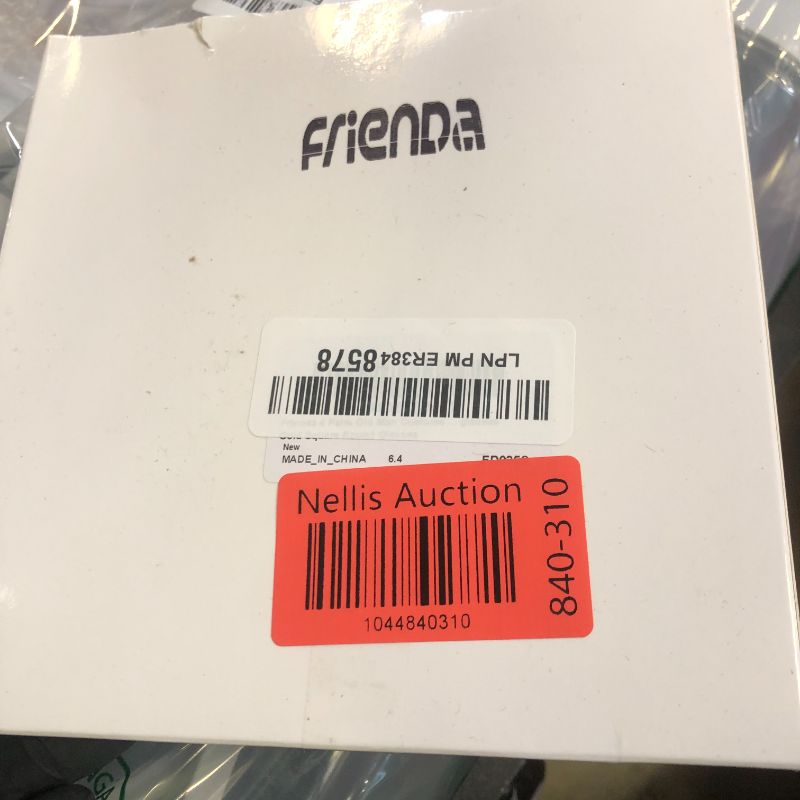 Frienda
LPN PM ER3848578
New
MADE_IN_CHINA 6.4
Nellis Auction
840-310
1044840310